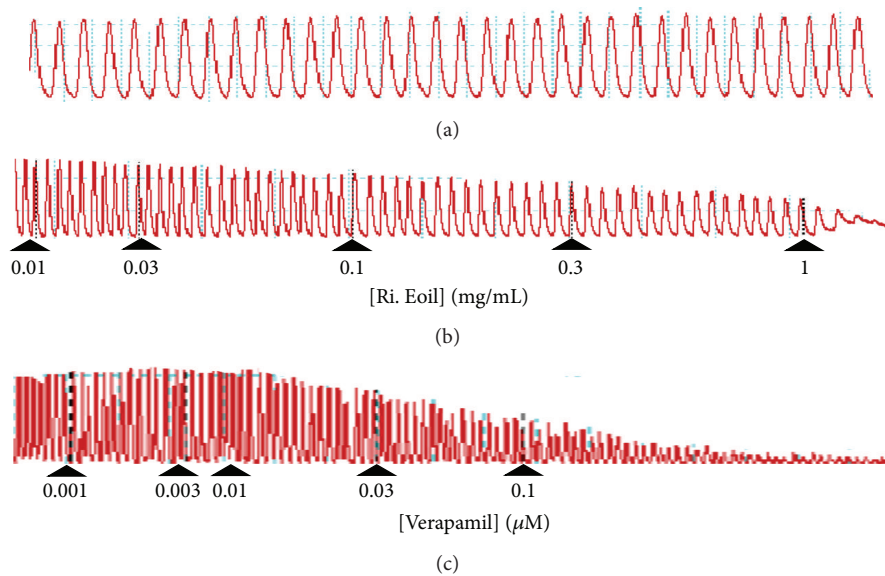 (a)
0.01 0.03 0.1 0.3 1
[Ri. Eoil] (mg/mL)
(b)
0.001 0.003 0.01 0.03 0.1
[Verapamil] (μM)
(c)